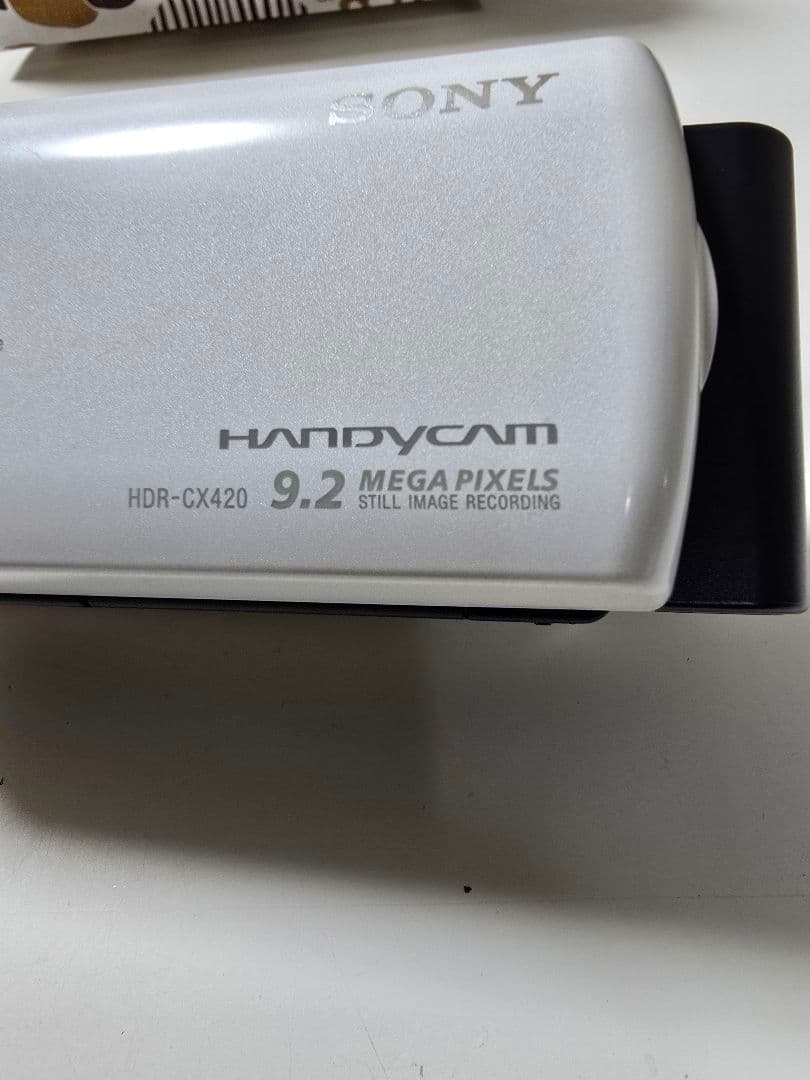 SONY
HANDYCAM
HDR-CX420 9.2 MEGA PIXELS
STILL IMAGE RECORDING